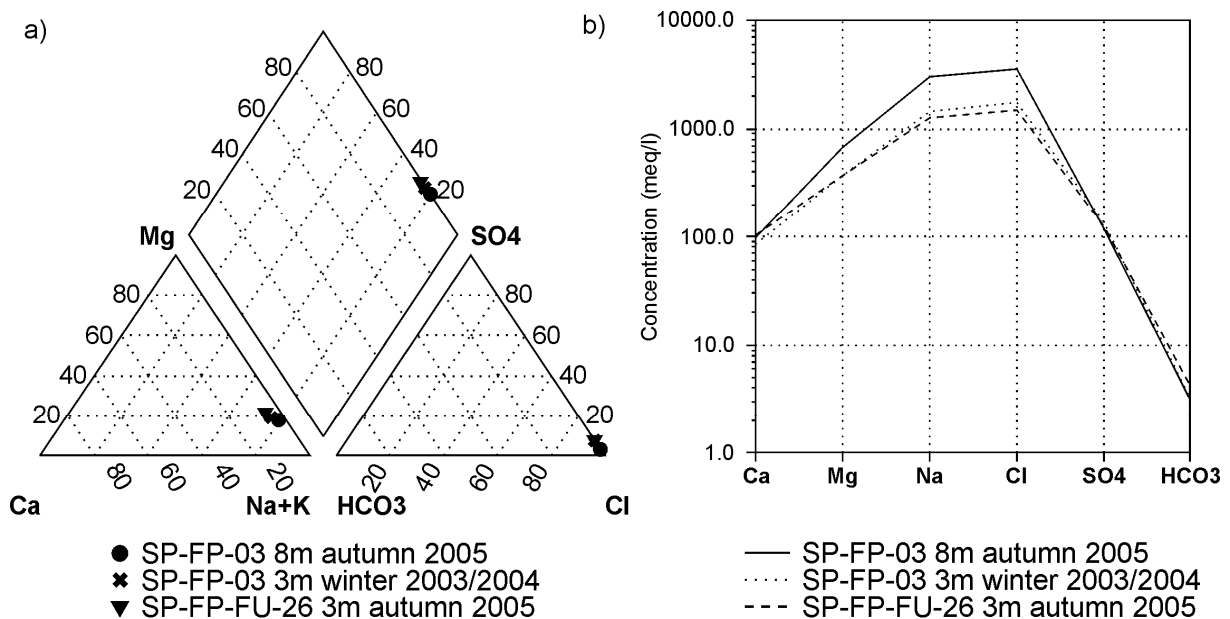 a)
80
80
60
60
40
40
20
20
Mg
SO4
80
80
60
60
40
40
20
20
80
60
40
20
20
40
60
80
Ca
Na+K
HCO3
Cl
SP-FP-03 8m autumn 2005
SP-FP-03 3m winter 2003/2004
SP-FP-FU-26 3m autumn 2005
b)
Concentration (meq/l)
10000.0
1000.0
100.0
10.0
1.0
Ca Mg Na Cl SO4 HCO3
SP-FP-03 8m autumn 2005
SP-FP-03 3m winter 2003/2004
SP-FP-FU-26 3m autumn 2005